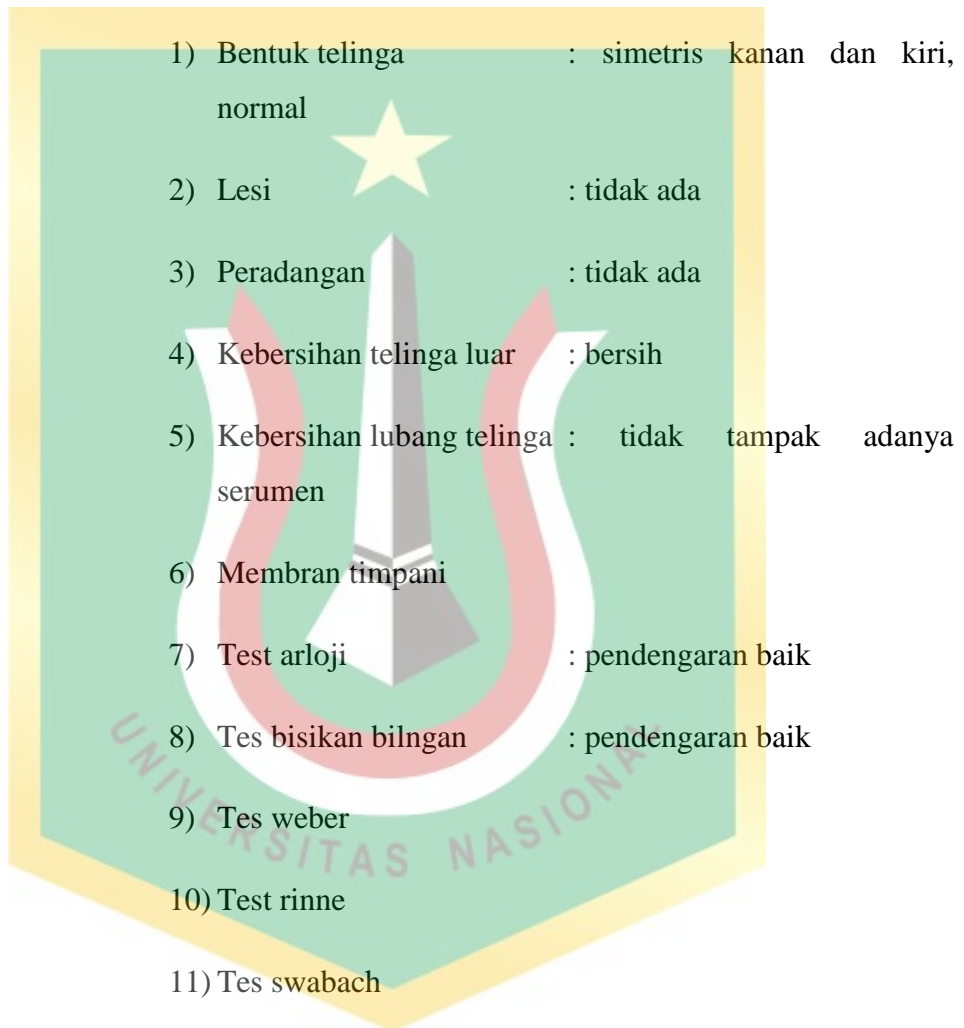 1) Bentuk telinga : simetris kanan dan kiri,
normal
2) Lesi : tidak ada
3) Peradangan : tidak ada
4) Kebersihan telinga luar : bersih
5) Kebersihan lubang telinga : tidak tampak adanya
serumen
6) Membran timpani
7) Test arloji : pendengaran baik
8) Tes bisikan bilngan : pendengaran baik
9) Tes weber
10) Test rinne
11) Tes swabach
UNIVERSITAS NASIONAL